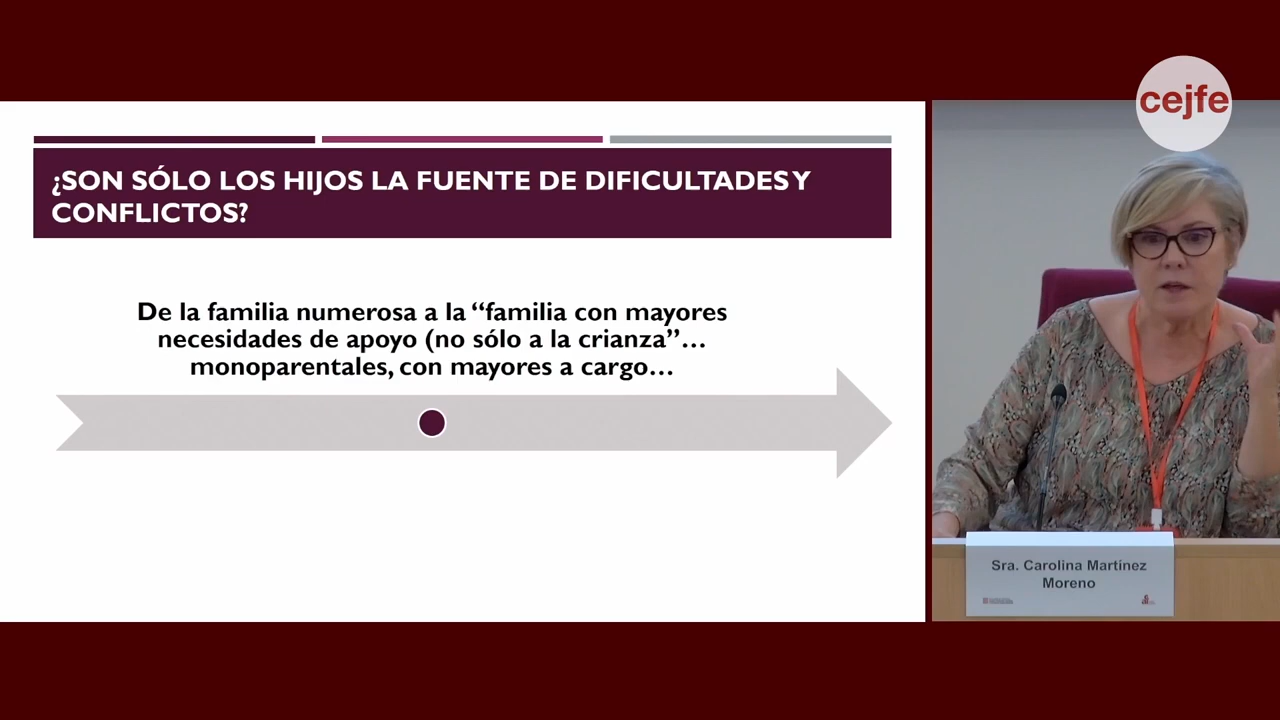 cejfe
¿SON SÓLO LOS HIJOS LA FUENTE DE DIFICULTADES Y
CONFLICTOS?
De la familia numerosa a la “familia con mayores
necesidades de apoyo (no sólo a la crianza”…
monoparentales, con mayores a cargo…
Sra. Carolina Martínez
Moreno